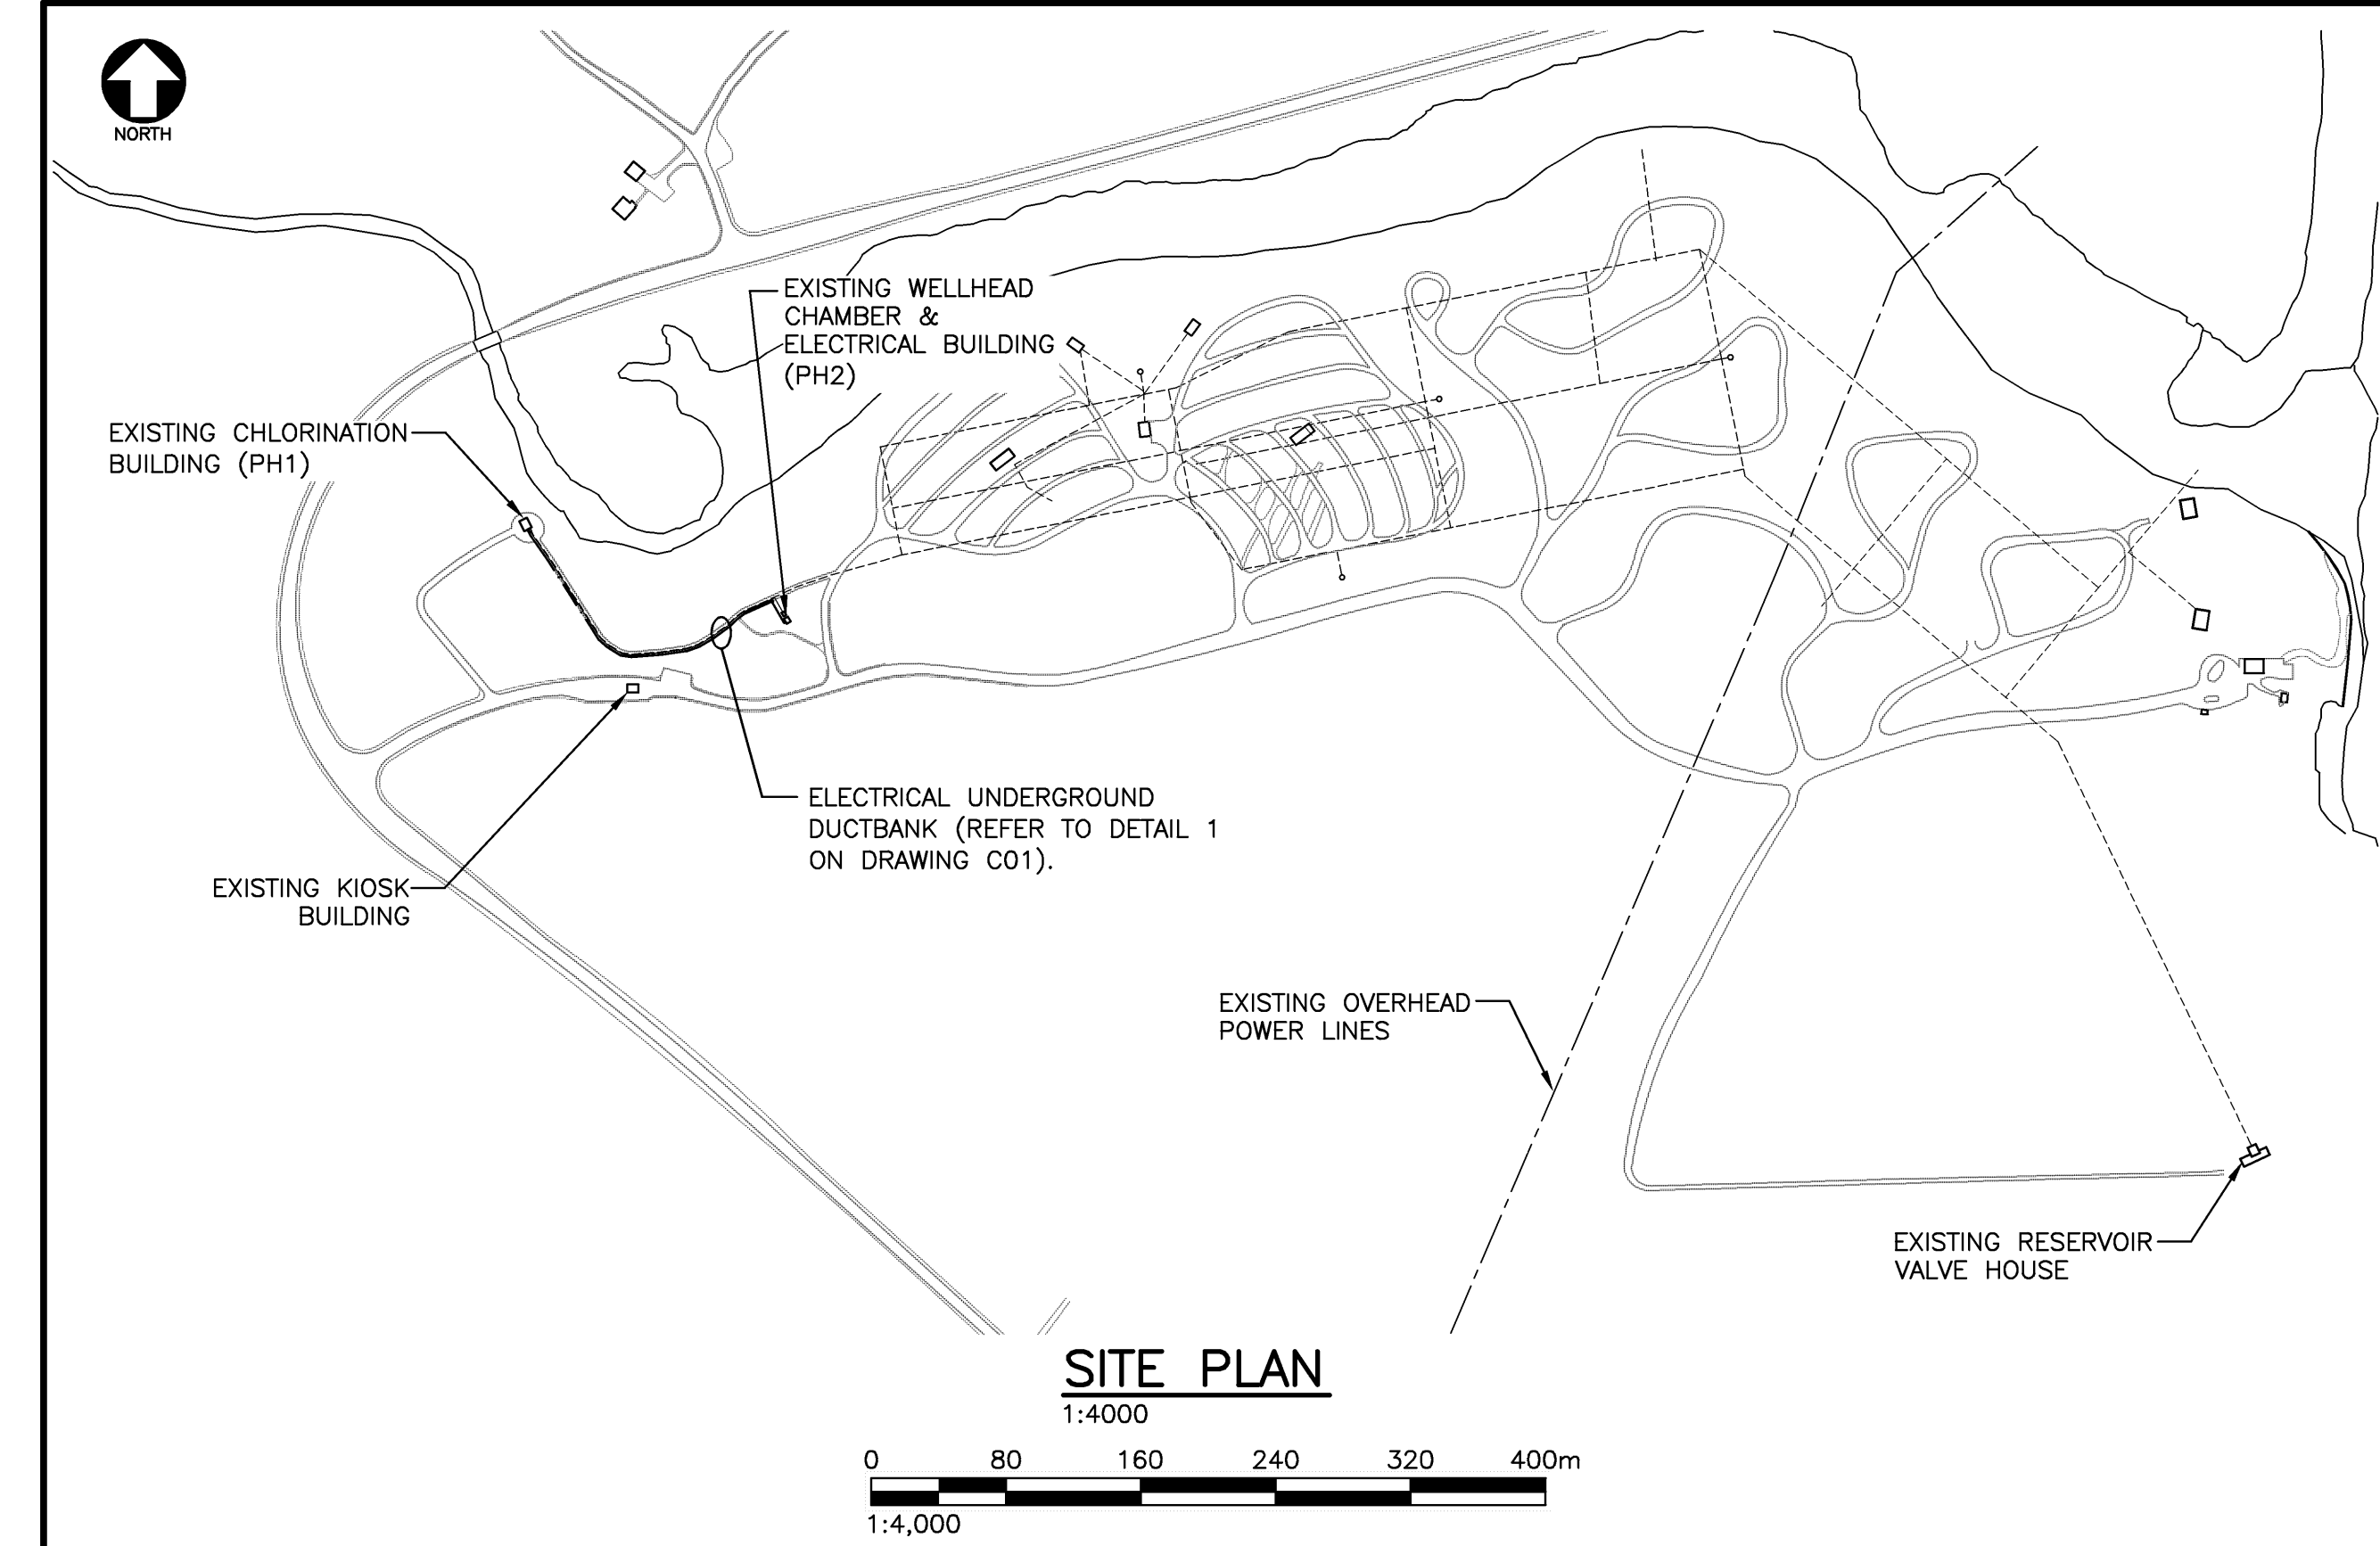 NORTH
EXISTING WELLHEAD
CHAMBER &
ELECTRICAL BUILDING
(PH2)
EXISTING CHLORINATION
BUILDING (PH1)
ELECTRICAL UNDERGROUND
DUCTBANK (REFER TO DETAIL 1
ON DRAWING C01).
EXISTING KIOSK
BUILDING
EXISTING OVERHEAD
POWER LINES
EXISTING RESERVOIR
VALVE HOUSE
SITE PLAN
1:4000
0 80 160 240 320 400m
1:4,000